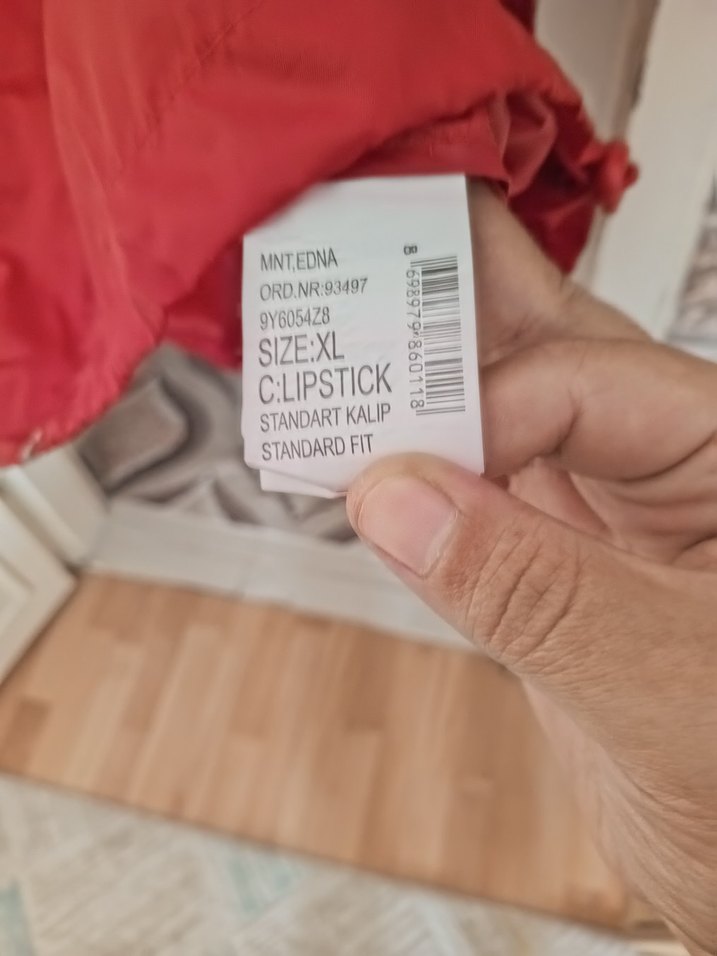 MNT,EDNA
ORD.NR:93497
9Y6054Z8
SIZE:XL
C:LIPSTICK
STANDART KALIP
STANDARD FIT
8 698979 860118